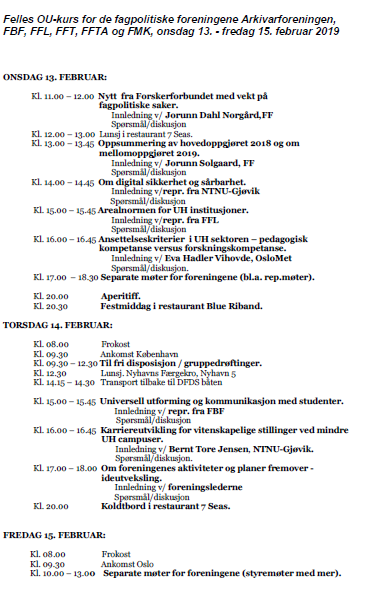 Felles OU-kurs for de fagpolitiske foreningene Arkivarforeningen,
FBF, FFL, FFT, FFTA og FMK, onsdag 13. - fredag 15. februar 2019
ONSDAG 13. FEBRUAR:
Kl. 11.00 – 12.00 Nytt fra Forskerforbundet med vekt på
fagpolitiske saker.
Innledning v/ Jorunn Dahl Norgård,FF
Spørsmål/diskusjon
Kl. 12.00 – 13.00 Lunsj i restaurant 7 Seas.
Kl. 13.00 – 13.45 Oppsummering av hovedoppgjøret 2018 og om
mellomoppgjøret 2019.
Innledning v/ Jorunn Solgaard, FF
Spørsmål/diskusjon
Kl. 14.00 – 14.45 Om digital sikkerhet og sårbarhet.
Innledning v/repr. fra NTNU-Gjøvik
Spørsmål/diskusjon
Kl. 15.00 – 15.45 Arealnormen for UH institusjoner.
Innledning v/repr. fra FFL
Spørsmål/diskusjon
Kl. 16.00 – 16.45 Ansettelseskriterier i UH sektoren – pedagogisk
kompetanse versus forskningskompetanse.
Innledning v/ Eva Hadler Vihovde, OsloMet
Spørsmål/diskusjon.
Kl. 17.00 – 18.30 Separate møter for foreningene (bl.a. rep.møter).
Kl. 20.00 Aperitiff.
Kl. 20.30 Festmiddag i restaurant Blue Riband.
TORSDAG 14. FEBRUAR:
Kl. 08.00 Frokost
Kl. 09.30 Ankomst København
Kl. 09.30 – 12.30 Til fri disposisjon / gruppedrøftinger.
Kl. 12.30 Lunsj. Nyhavns Færgekro, Nyhavn 5
Kl. 14.15 – 14.30 Transport tilbake til DFDS båten
Kl. 15.00 – 15.45 Universell utforming og kommunikasjon med studenter.
Innledning v/ repr. fra FBF
Spørsmål/diskusjon
Kl. 16.00 – 16.45 Karriereutvikling for vitenskapelige stillinger ved mindre
UH campuser.
Innledning v/ Bernt Tore Jensen, NTNU-Gjøvik.
Spørsmål/diskusjon.
Kl. 17.00 – 18.00 Om foreningenes aktiviteter og planer fremover -
ideutveksling.
Innledning v/ foreningslederne
Spørsmål/diskusjon
Kl. 20.00 Koldtbord i restaurant 7 Seas.
FREDAG 15. FEBRUAR:
Kl. 08.00 Frokost
Kl. 09.30 Ankomst Oslo
Kl. 10.00 – 13.00 Separate møter for foreningene (styremøter med mer).